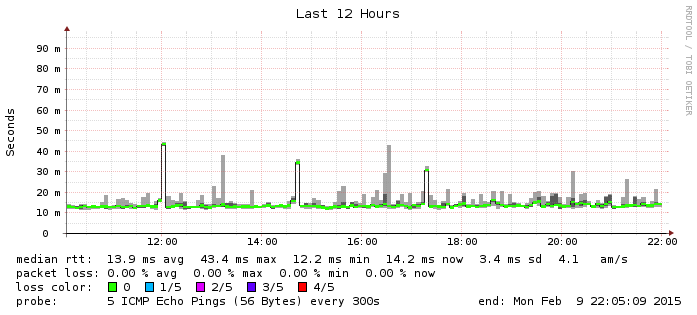 Last 12 Hours
RRDTOOL / TOBI OETIKER
Seconds
90 m
80 m
70 m
60 m
50 m
40 m
30 m
20 m
10 m
0
12:00 14:00 16:00 18:00 20:00 22:00
median rtt: 13.9 ms avg 43.4 ms max 12.2 ms min 14.2 ms now 3.4 ms sd 4.1 am/s
packet loss: 0.00 % avg 0.00 % max 0.00 % min 0.00 % now
loss color: 0 1/5 2/5 3/5 4/5
probe: 5 ICMP Echo Pings (56 Bytes) every 300s end: Mon Feb 9 22:05:09 2015